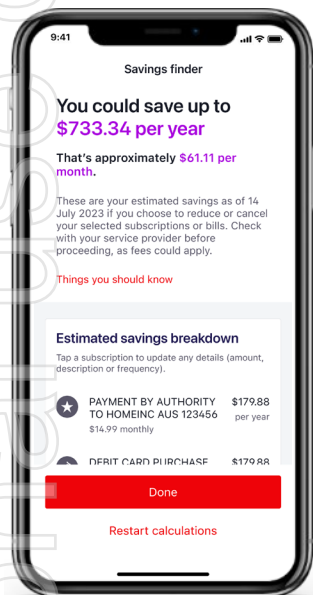 9:41
Savings finder
You could save up to
$733.34 per year
That's approximately $61.11 per
month.
These are your estimated savings as of 14
July 2023 if you choose to reduce or cancel
your selected subscriptions or bills. Check
with your service provider before
proceeding, as fees could apply.
Things you should know
Estimated savings breakdown
Tap a subscription to update any details (amount,
description or frequency).
PAYMENT BY AUTHORITY $179.88
TO HOMEINC AUS 123456 per year
$14.99 monthly
DEBIT CARD PURCHASE $179.88
Done
Restart calculations